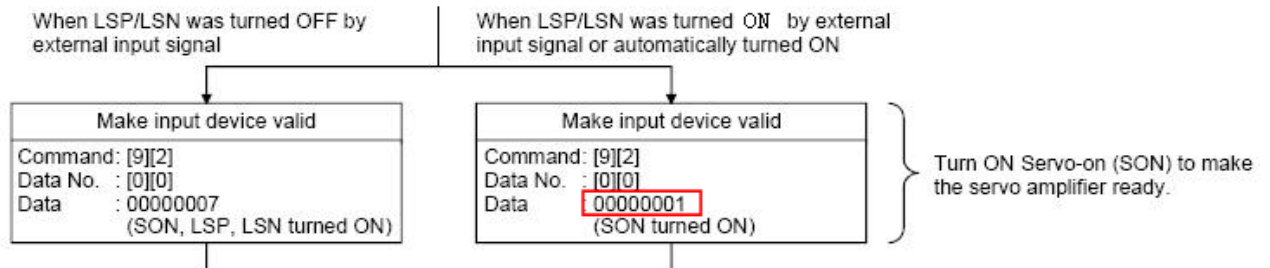 When LSP/LSN was turned OFF by
external input signal
When LSP/LSN was turned ON by external
input signal or automatically turned ON
Make input device valid
Command: [9][2]
Data No. : [0][0]
Data : 00000007
(SON, LSP, LSN turned ON)
Make input device valid
Command: [9][2]
Data No. : [0][0]
Data : 00000001
(SON turned ON)
Turn ON Servo-on (SON) to make
the servo amplifier ready.